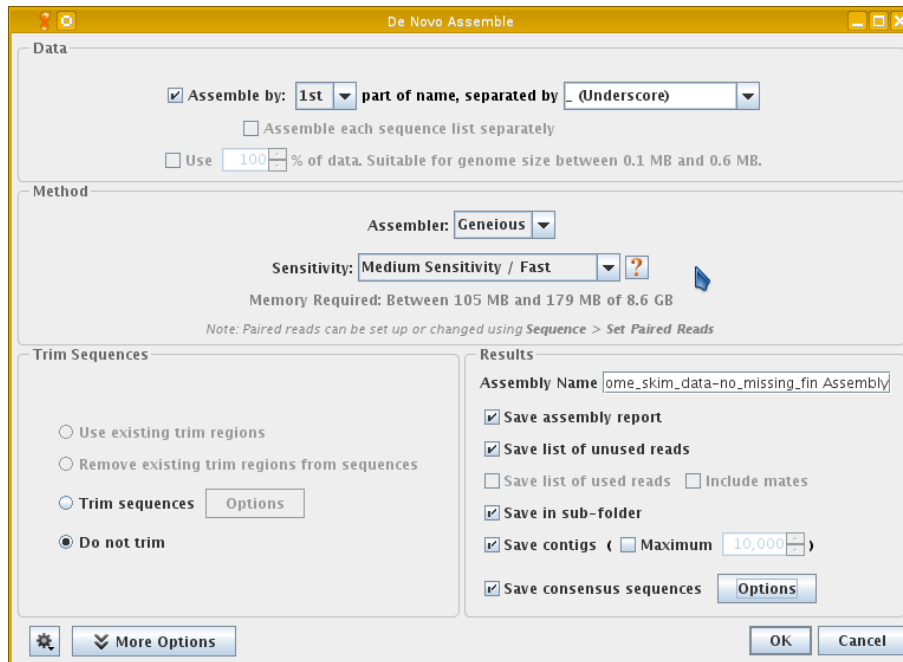 De Novo Assemble
Data
Assemble by: 1st part of name, separated by _ (Underscore)
Assemble each sequence list separately
Use 100 % of data. Suitable for genome size between 0.1 MB and 0.6 MB.
Method
Assembler: Geneious
Sensitivity: Medium Sensitivity / Fast ?
Memory Required: Between 105 MB and 179 MB of 8.6 GB
Note: Paired reads can be set up or changed using Sequence > Set Paired Reads
Trim Sequences
Use existing trim regions
Remove existing trim regions from sequences
Trim sequences Options
Do not trim
Results
Assembly Name ome_skim_data-no_missing_fin Assembly
Save assembly report
Save list of unused reads
Save list of used reads Include mates
Save in sub-folder
Save contigs ( Maximum 10,000 )
Save consensus sequences Options
More Options
OK Cancel